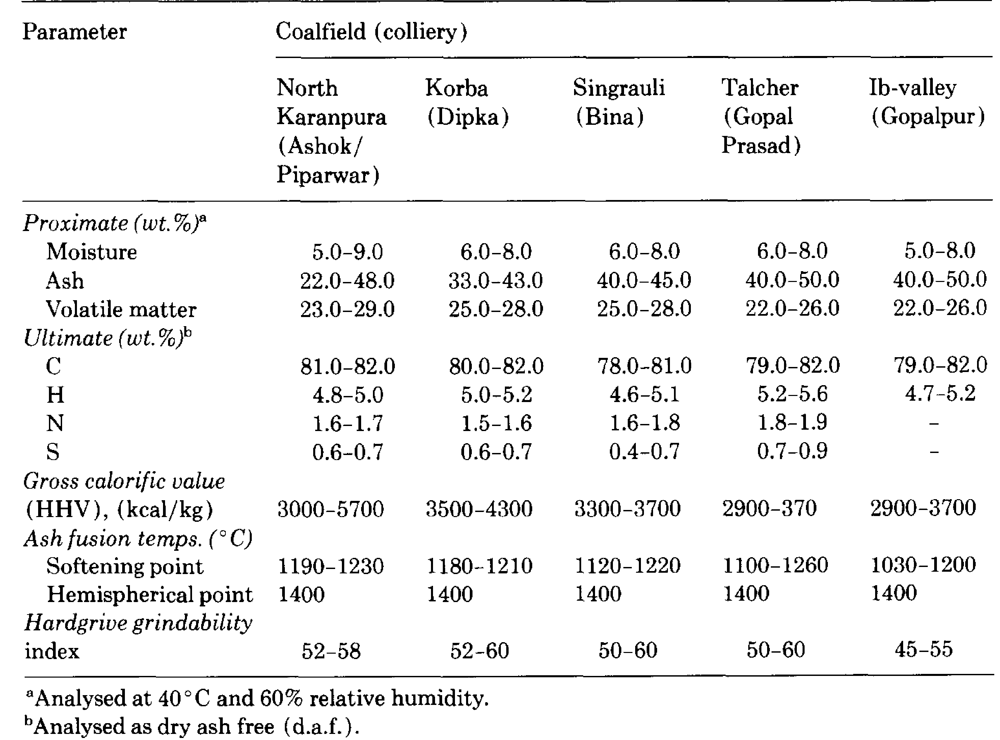 Parameter Coalfield (colliery)
North Korba Singrauli Talcher Ib-valley
Karanpura (Dipka) (Bina) (Gopal (Gopalpur)
(Ashok/ Prasad)
Piparwar)
Proximate (wt.%)a
Moisture 5.0–9.0 6.0–8.0 6.0–8.0 6.0–8.0 5.0–8.0
Ash 22.0–48.0 33.0–43.0 40.0–45.0 40.0–50.0 40.0–50.0
Volatile matter 23.0–29.0 25.0–28.0 25.0–28.0 22.0–26.0 22.0–26.0
Ultimate (wt.%)b
C 81.0–82.0 80.0–82.0 78.0–81.0 79.0–82.0 79.0–82.0
H 4.8–5.0 5.0–5.2 4.6–5.1 5.2–5.6 4.7–5.2
N 1.6–1.7 1.5–1.6 1.6–1.8 1.8–1.9 –
S 0.6–0.7 0.6–0.7 0.4–0.7 0.7–0.9 –
Gross calorific value
(HHV), (kcal/kg) 3000–5700 3500–4300 3300–3700 2900–370 2900–3700
Ash fusion temps. (°C)
Softening point 1190–1230 1180–1210 1120–1220 1100–1260 1030–1200
Hemispherical point 1400 1400 1400 1400 1400
Hardgrive grindability
index 52–58 52–60 50–60 50–60 45–55
aAnalysed at 40°C and 60% relative humidity.
bAnalysed as dry ash free (d.a.f.).